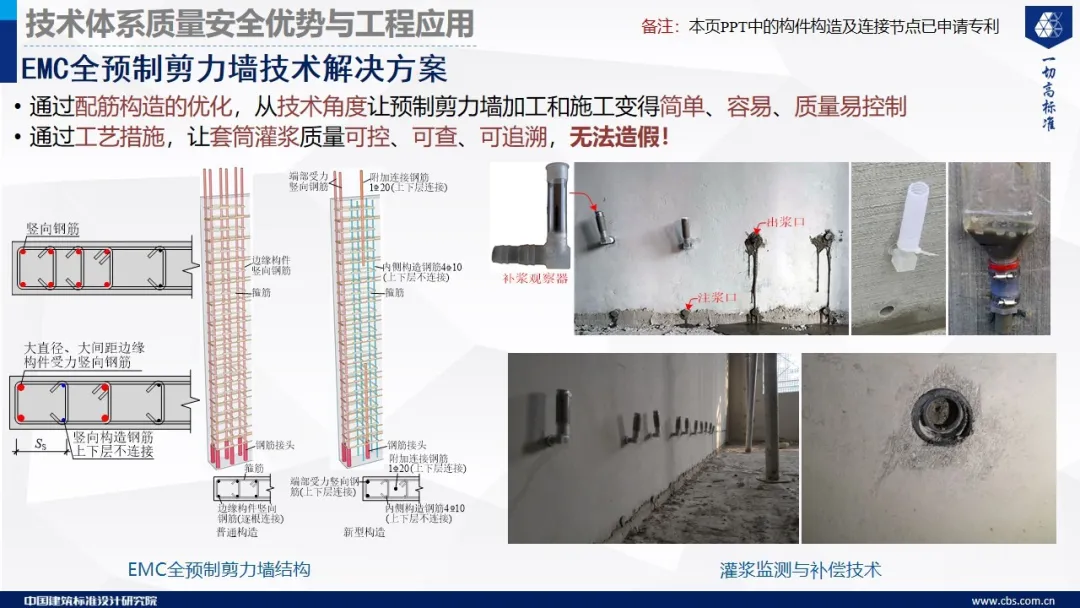 技术体系质量安全优势与工程应用
备注：本页PPT中的构件构造及连接节点已申请专利
一切高标准
EMC全预制剪力墙技术解决方案
• 通过配筋构造的优化，从技术角度让预制剪力墙加工和施工变得简单、容易、质量易控制
• 通过工艺措施，让套筒灌浆质量可控、可查、可追溯，无法造假！
竖向钢筋
大直径、大间距边缘
构件受力竖向钢筋
竖向构造钢筋
上下层不连接
S₅
边缘构件
竖向钢筋
箍筋
钢筋接头
箍筋
边缘构件竖向
钢筋(逐根连接)
普通构造
端部受力
竖向钢筋
附加连接钢筋
1⌀20(上下层连接)
内侧构造钢筋4⌀10
(上下层不连接)
箍筋
钢筋接头
附加连接钢筋
1⌀20(上下层连接)
端部受力竖向钢
筋(上下层连接)
内侧构造钢筋4⌀10
(上下层不连接)
新型构造
补浆观察器
出浆口
注浆口
EMC全预制剪力墙结构
灌浆监测与补偿技术
中国建筑标准设计研究院
www.cbs.com.cn